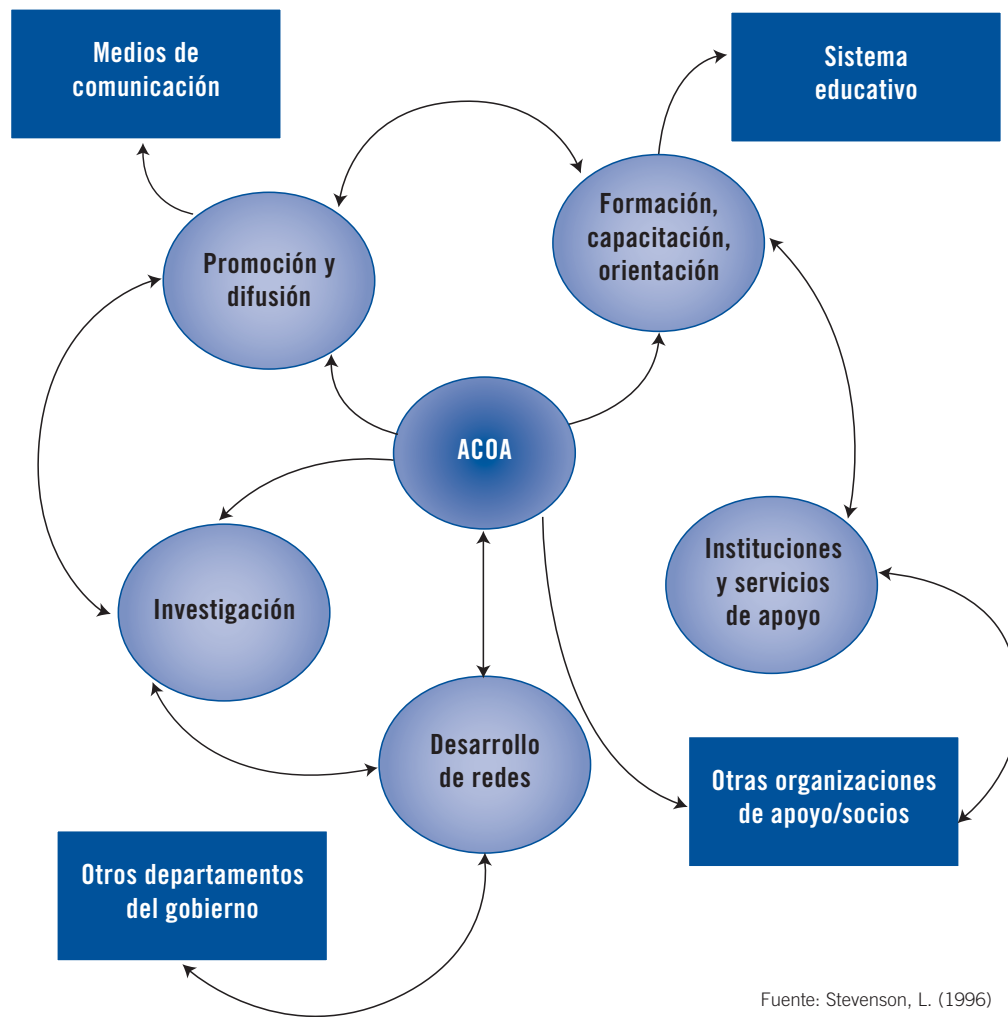 Medios de
comunicación
Sistema
educativo
Formación,
capacitación,
orientación
Promoción y
difusión
ACOA
Instituciones
y servicios
de apoyo
Investigación
Desarrollo
de redes
Otras organizaciones
de apoyo/socios
Otros departamentos
del gobierno
Fuente: Stevenson, L. (1996)